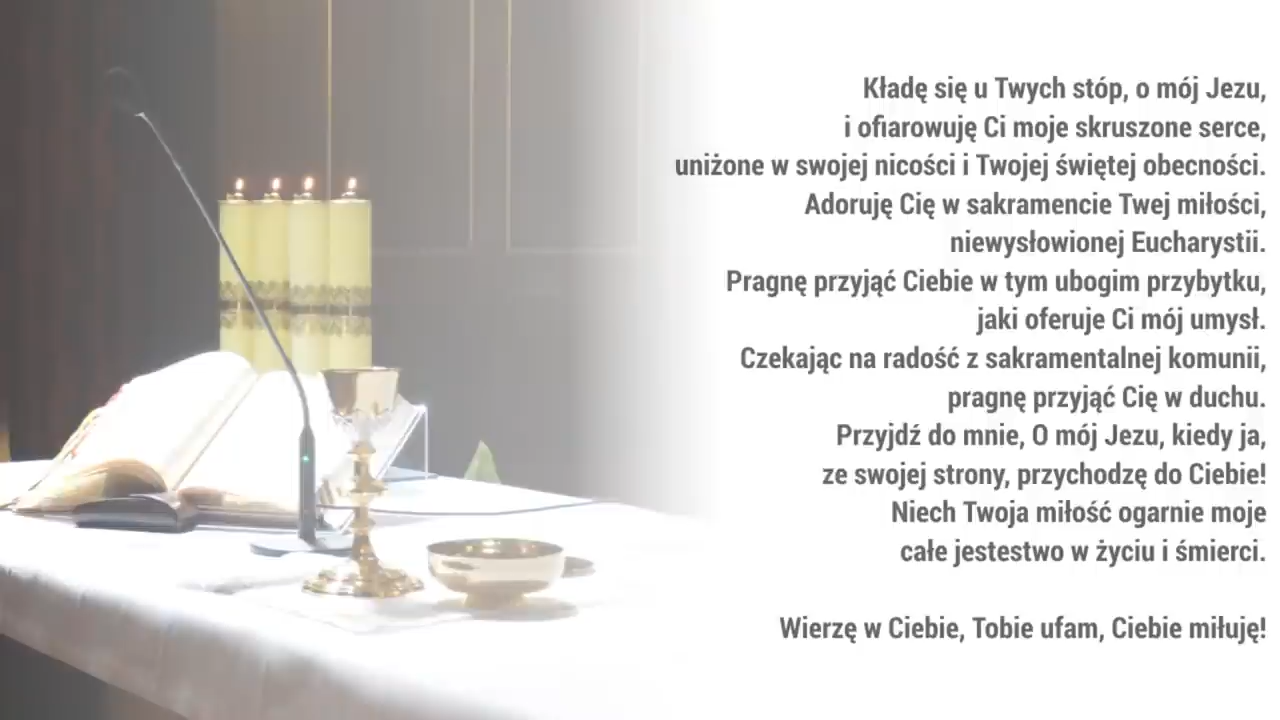 Kładę się u Twych stóp, o mój Jezu,
i ofiarowuję Ci moje skruszone serce,
uniżone w swojej nicości i Twojej świętej obecności.
Adoruję Cię w sakramencie Twej miłości,
niewysłowionej Eucharystii.
Pragnę przyjąć Ciebie w tym ubogim przybytku,
jaki oferuje Ci mój umysł.
Czekając na radość z sakramentalnej komunii,
pragnę przyjąć Cię w duchu.
Przyjdź do mnie, O mój Jezu, kiedy ja,
ze swojej strony, przychodzę do Ciebie!
Niech Twoja miłość ogarnie moje
całe jestestwo w życiu i śmierci.
Wierzę w Ciebie, Tobie ufam, Ciebie miłuję!